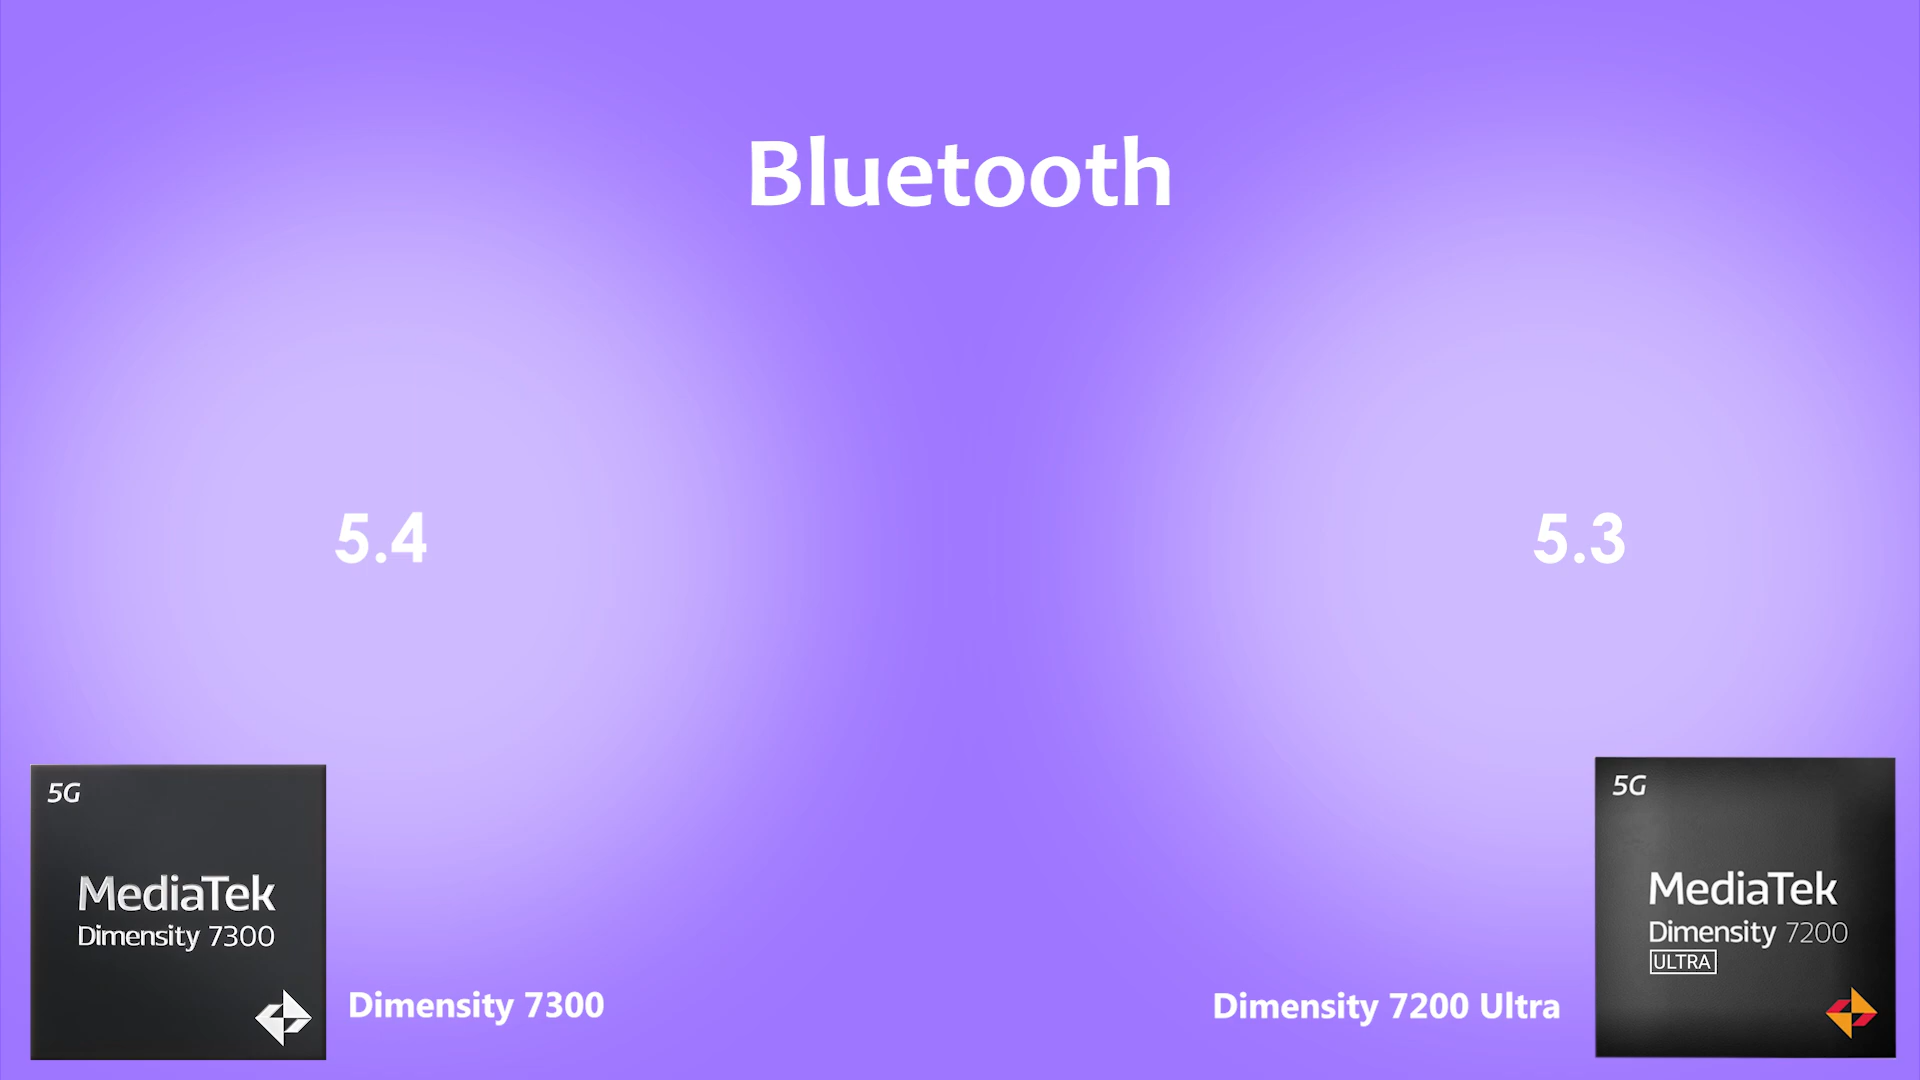 Bluetooth
5.4
5.3
5G
MediaTek
Dimensity 7300
Dimensity 7300
Dimensity 7200 Ultra
5G
MediaTek
Dimensity 7200
ULTRA